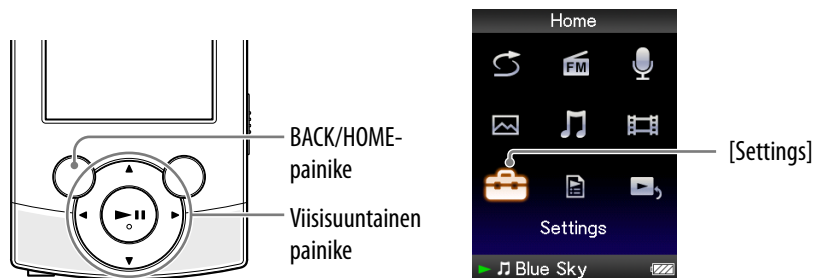 BACK/HOME-
painike
Viisisuuntainen
painike
Home
FM
[Settings]
Settings
Blue Sky